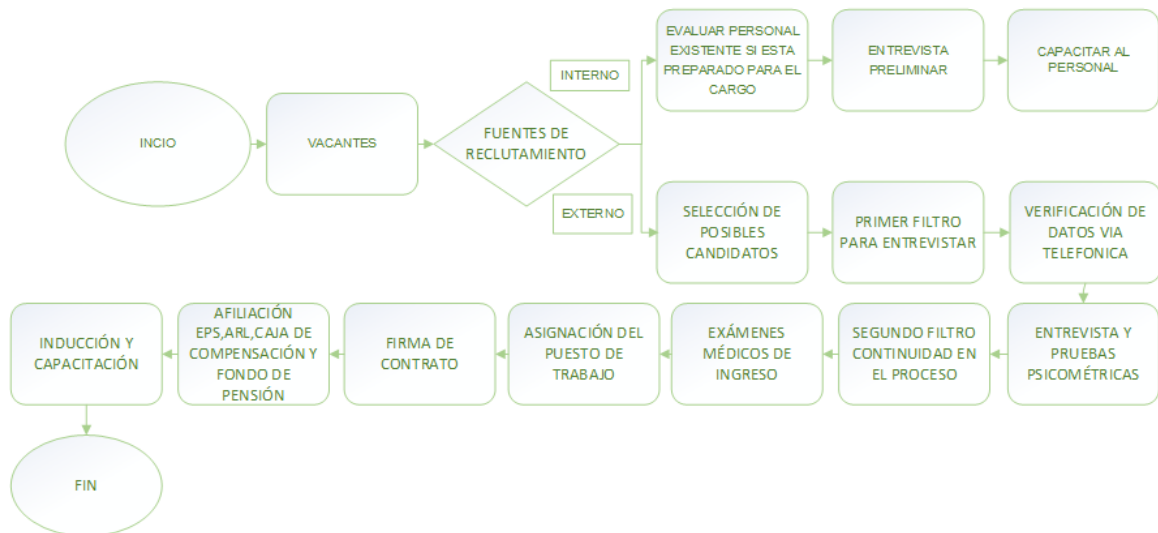 INCIO
VACANTES
FUENTES DE
RECLUTAMIENTO
INTERNO
EVALUAR PERSONAL
EXISTENTE SI ESTA
PREPARADO PARA EL
CARGO
ENTREVISTA
PRELIMINAR
CAPACITAR AL
PERSONAL
EXTERNO
SELECCIÓN DE
POSIBLES
CANDIDATOS
PRIMER FILTRO
PARA ENTREVISTAR
VERIFICACIÓN DE
DATOS VIA
TELEFONICA
ENTREVISTA Y
PRUEBAS
PSICOMÉTRICAS
SEGUNDO FILTRO
CONTINUIDAD EN
EL PROCESO
EXÁMENES
MÉDICOS DE
INGRESO
ASIGNACIÓN DEL
PUESTO DE
TRABAJO
FIRMA DE
CONTRATO
AFILIACIÓN
EPS,ARL,CAJA DE
COMPENSACIÓN Y
FONDO DE
PENSIÓN
INDUCCIÓN Y
CAPACITACIÓN
FIN